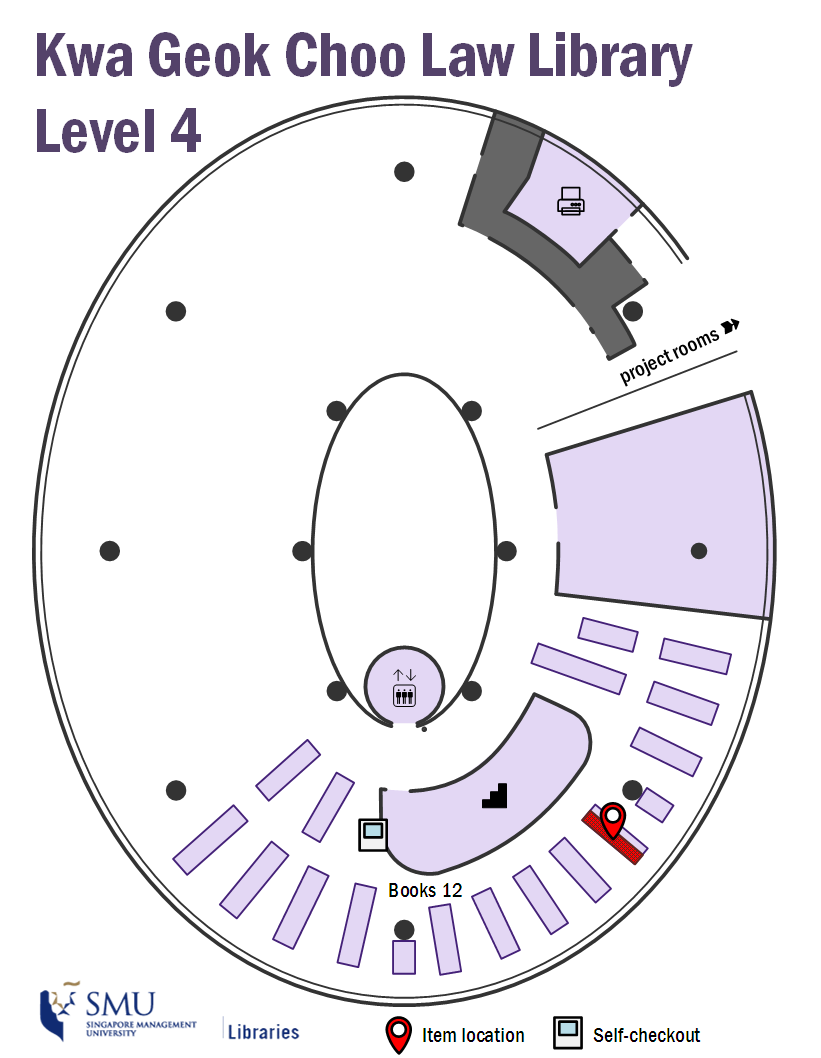 Kwa Geok Choo Law Library
Level 4
project rooms
Books 12
SMU
SINGAPORE MANAGEMENT
UNIVERSITY
Libraries
Item location
Self-checkout